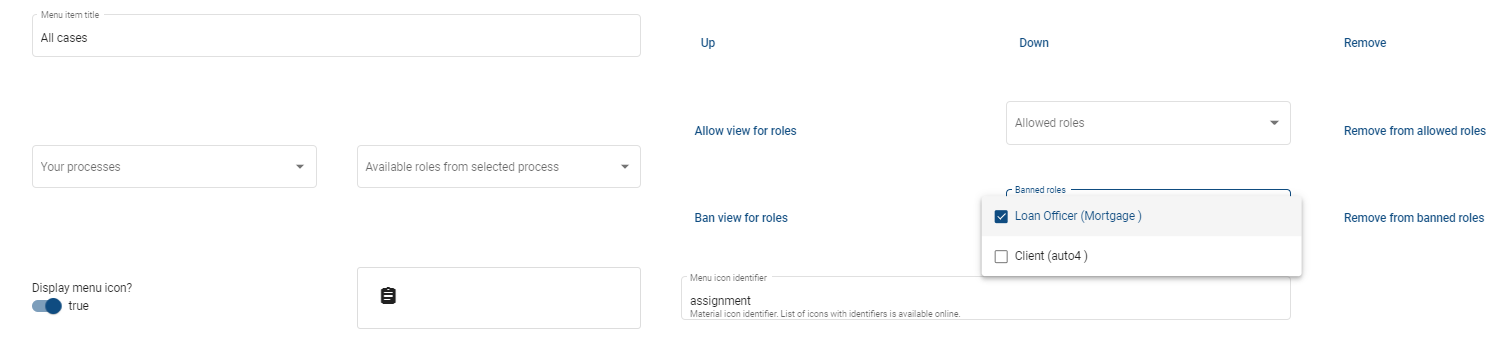 Menu item title
All cases
Up
Down
Remove
Allow view for roles
Allowed roles
Remove from allowed roles
Your processes
Available roles from selected process
Banned roles
Ban view for roles
Loan Officer (Mortgage )
Remove from banned roles
Client (auto4 )
Display menu icon?
true
Menu icon identifier
assignment
Material icon identifier. List of icons with identifiers is available online.